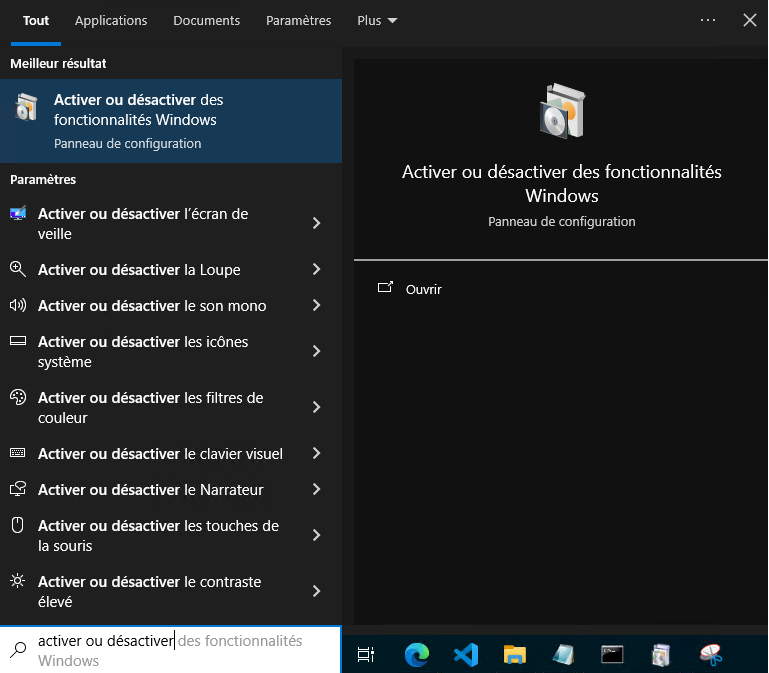 Tout Applications Documents Paramètres Plus
Meilleur résultat
Activer ou désactiver des
fonctionnalités Windows
Panneau de configuration
Paramètres
Activer ou désactiver l’écran de
veille
Activer ou désactiver la Loupe
Activer ou désactiver le son mono
Activer ou désactiver les icônes
système
Activer ou désactiver les filtres de
couleur
Activer ou désactiver le clavier visuel
Activer ou désactiver le Narrateur
Activer ou désactiver les touches de
la souris
Activer ou désactiver le contraste
élevé
activer ou désactiver des fonctionnalités
Windows
Activer ou désactiver des fonctionnalités
Windows
Panneau de configuration
Ouvrir